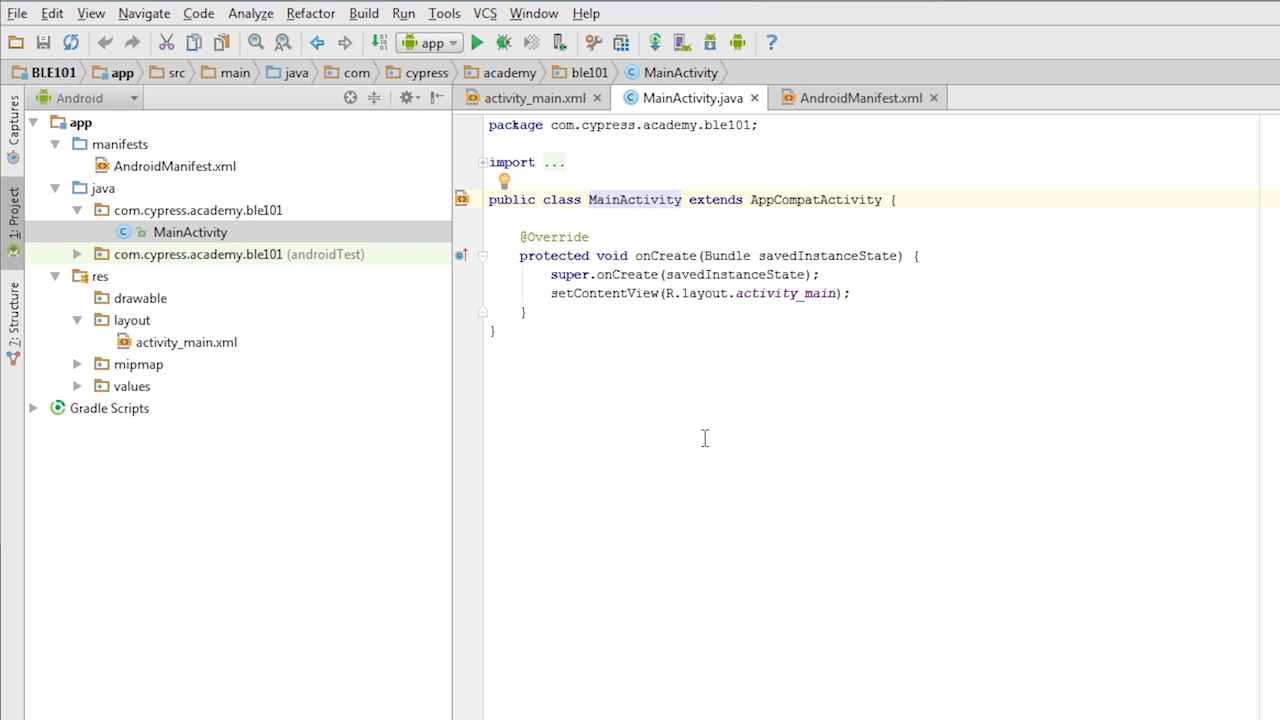 File Edit View Navigate Code Analyze Refactor Build Run Tools VCS Window Help
app
BLE101 app src main java com cypress academy ble101 MainActivity
Captures
1: Project
7: Structure
Android
app
manifests
AndroidManifest.xml
java
com.cypress.academy.ble101
MainActivity
com.cypress.academy.ble101 (androidTest)
res
drawable
layout
activity_main.xml
mipmap
values
Gradle Scripts
activity_main.xml MainActivity.java AndroidManifest.xml
package com.cypress.academy.ble101;
import ...
public class MainActivity extends AppCompatActivity {
@Override
protected void onCreate(Bundle savedInstanceState) {
super.onCreate(savedInstanceState);
setContentView(R.layout.activity_main);
}
}